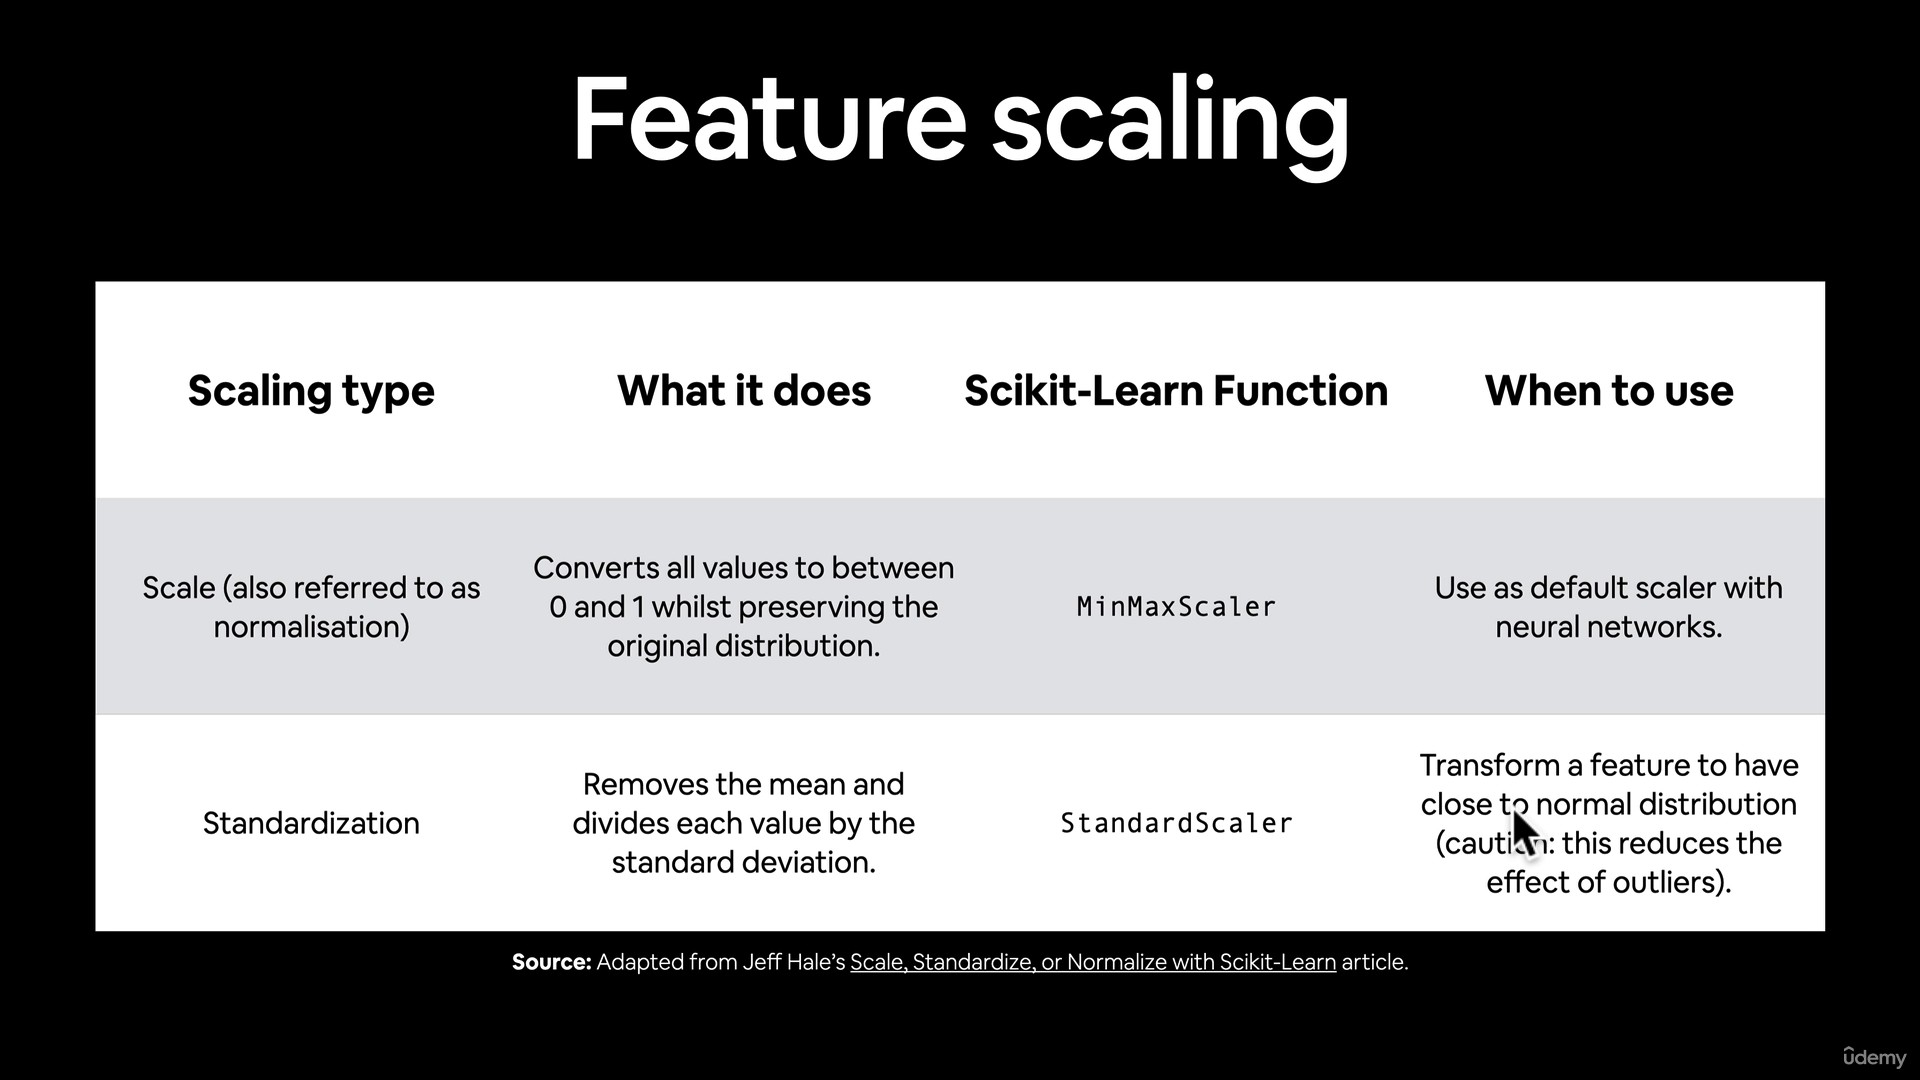 Feature scaling
Scaling type
What it does
Scikit-Learn Function
When to use
Scale (also referred to as
normalisation)
Converts all values to between
0 and 1 whilst preserving the
original distribution.
MinMaxScaler
Use as default scaler with
neural networks.
Standardization
Removes the mean and
divides each value by the
standard deviation.
StandardScaler
Transform a feature to have
close to normal distribution
(caution: this reduces the
effect of outliers).
Source: Adapted from Jeff Hale’s Scale, Standardize, or Normalize with Scikit-Learn article.
ûdemy